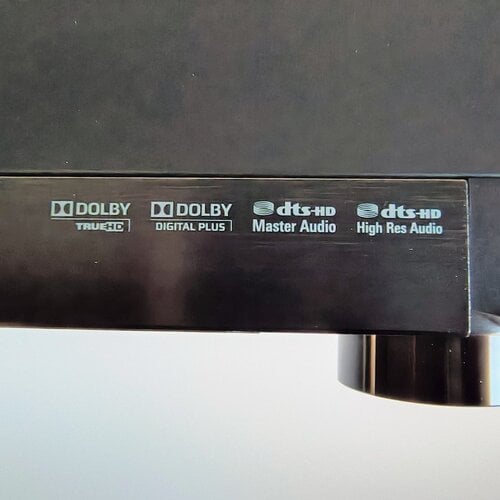 DOLBY TRUEHD
DOLBY DIGITAL PLUS
dts-HD Master Audio
dts-HD High Res Audio